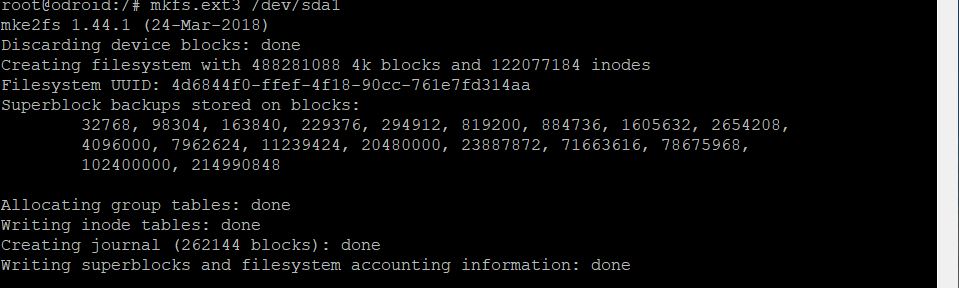 root@odroid:/# mkfs.ext3 /dev/sda1
mke2fs 1.44.1 (24-Mar-2018)
Discarding device blocks: done
Creating filesystem with 488281088 4k blocks and 122077184 inodes
Filesystem UUID: 4d6844f0-ffef-4f18-90cc-761e7fd314aa
Superblock backups stored on blocks:
        32768, 98304, 163840, 229376, 294912, 819200, 884736, 1605632, 2654208,
        4096000, 7962624, 11239424, 20480000, 23887872, 71663616, 78675968,
        102400000, 214990848

Allocating group tables: done
Writing inode tables: done
Creating journal (262144 blocks): done
Writing superblocks and filesystem accounting information: done